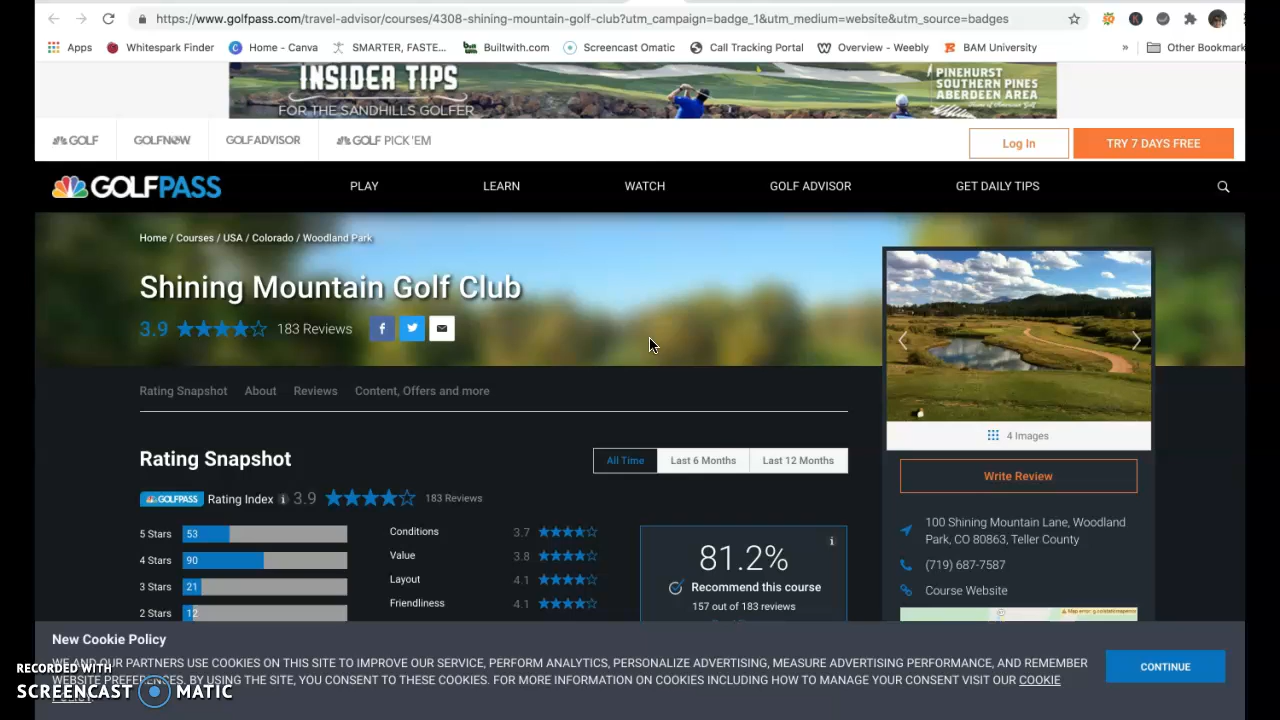 https://www.golfpass.com/travel-advisor/courses/4308-shining-mountain-golf-club?utm_campaign=badge_1&utm_medium=website&utm_source=badges
Apps Whitespark Finder Home - Canva SMARTER, FASTE... Builtwith.com Screencast Omatic Call Tracking Portal Overview - Weebly BAM University » Other Bookmark
INSIDER TIPS
FOR THE SANDHILLS GOLFER
PINEHURST
SOUTHERN PINES
ABERDEEN AREA
Home of American Golf
GOLF GOLFNOW GOLFADVISOR GOLF PICK'EM Log In TRY 7 DAYS FREE
GOLFPASS PLAY LEARN WATCH GOLF ADVISOR GET DAILY TIPS
Home / Courses / USA / Colorado / Woodland Park
Shining Mountain Golf Club
3.9 183 Reviews
Rating Snapshot About Reviews Content, Offers and more
4 Images
Rating Snapshot All Time Last 6 Months Last 12 Months
Write Review
GOLFPASS Rating Index i 3.9 183 Reviews
5 Stars 53
4 Stars 90
3 Stars 21
2 Stars 12
Conditions 3.7
Value 3.8
Layout 4.1
Friendliness 4.1
81.2%
Recommend this course
157 out of 183 reviews
100 Shining Mountain Lane, Woodland
Park, CO 80863, Teller County
(719) 687-7587
Course Website
New Cookie Policy
WE AND OUR PARTNERS USE COOKIES ON THIS SITE TO IMPROVE OUR SERVICE, PERFORM ANALYTICS, PERSONALIZE ADVERTISING, MEASURE ADVERTISING PERFORMANCE, AND REMEMBER
WEBSITE PREFERENCES. BY USING THE SITE, YOU CONSENT TO THESE COOKIES. FOR MORE INFORMATION ON COOKIES INCLUDING HOW TO MANAGE YOUR CONSENT VISIT OUR COOKIE
POLICY
CONTINUE
RECORDED WITH
SCREENCAST MATIC